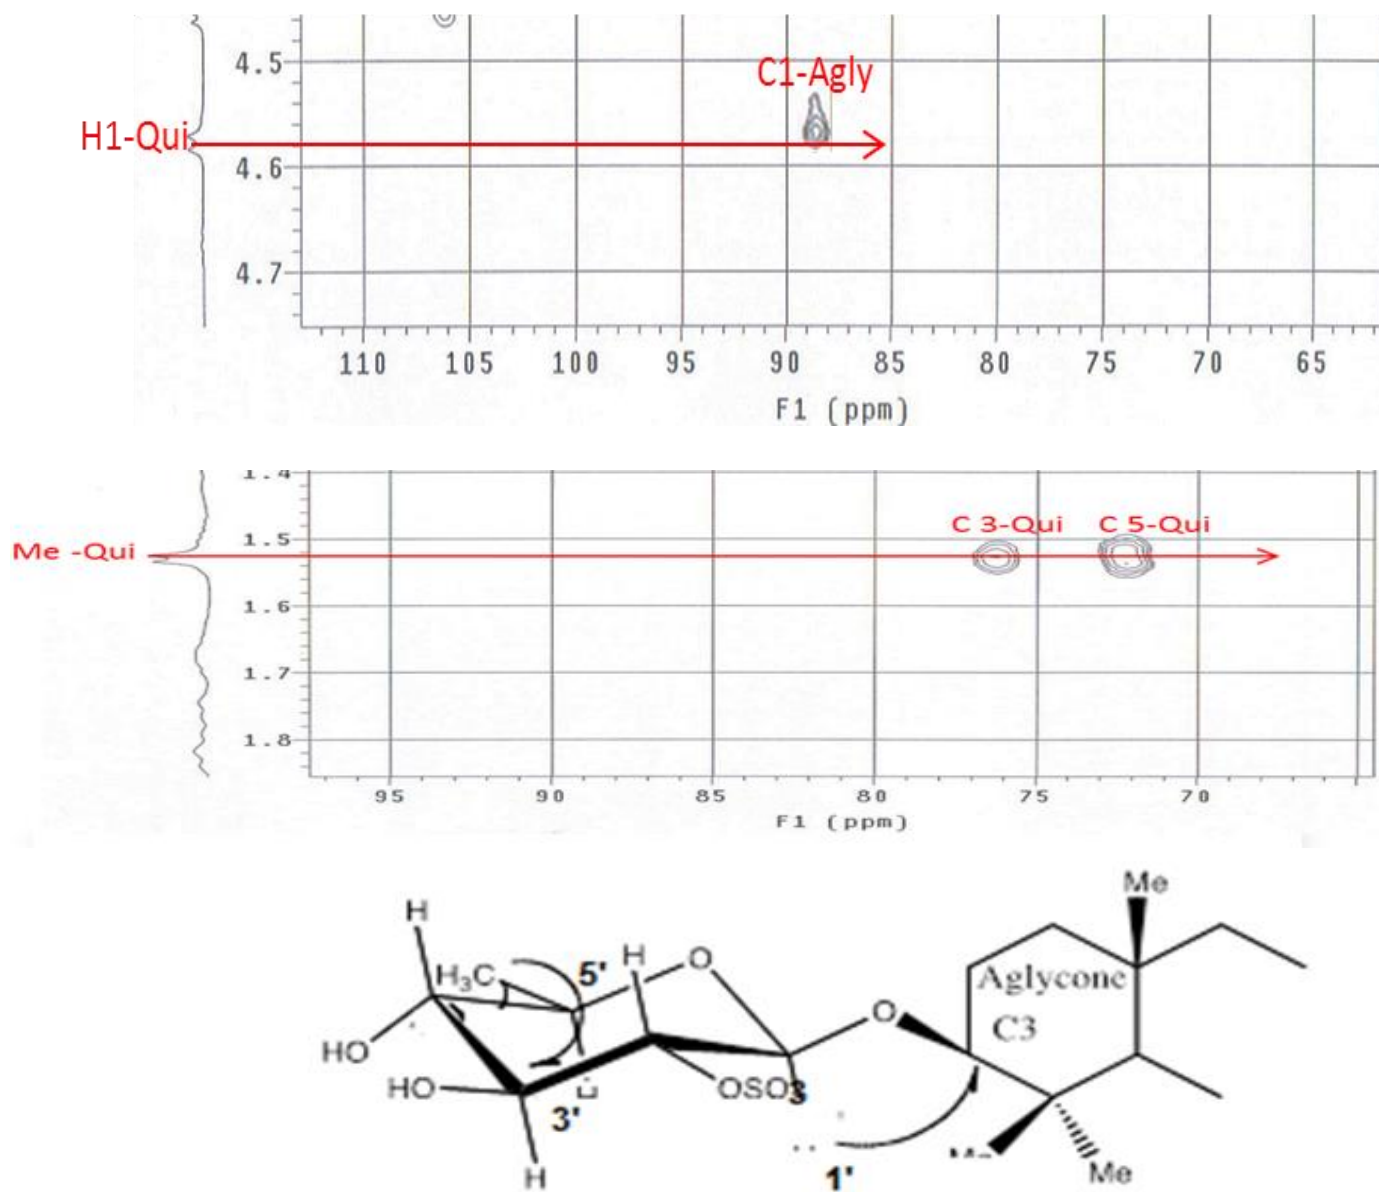 4.5
C1-Agly
H1-Qui
4.6
4.7
110 105 100 95 90 85 80 75 70 65
F1 (ppm)
1.4
1.5
C 3-Qui C 5-Qui
Me -Qui
1.6
1.7
1.8
95 90 85 80 75 70
F1 (ppm)
Me
H
H₃C 5' H O
Aglycone
O
C3
HO
HO OSO3
3'
H 1' Me